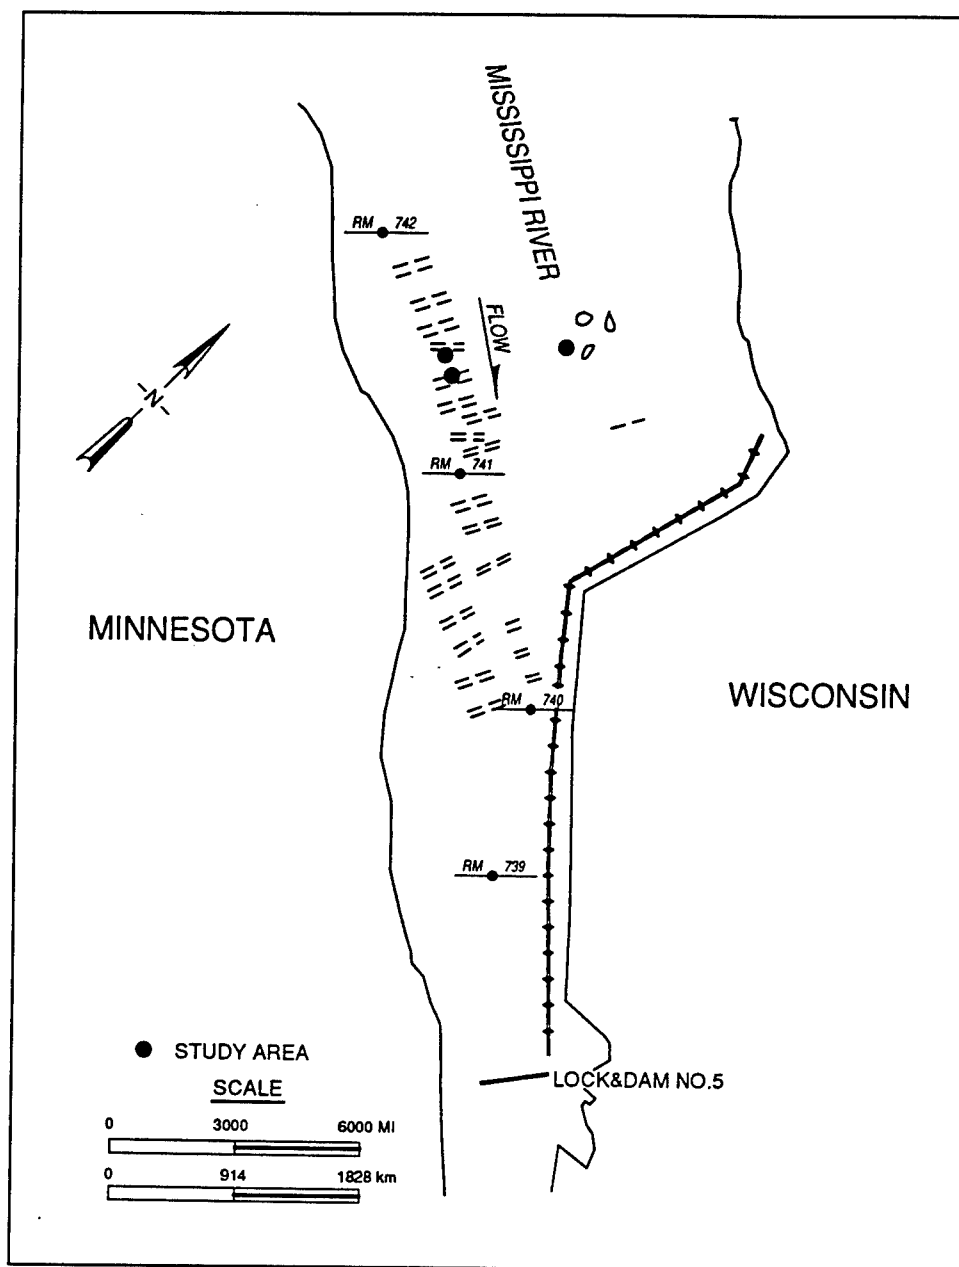 MISSISSIPPI RIVER
RM 742
FLOW
-N-
RM 741
MINNESOTA
WISCONSIN
RM 740
RM 739
STUDY AREA
LOCK&DAM NO.5
SCALE
0 3000 6000 MI
0 914 1828 km